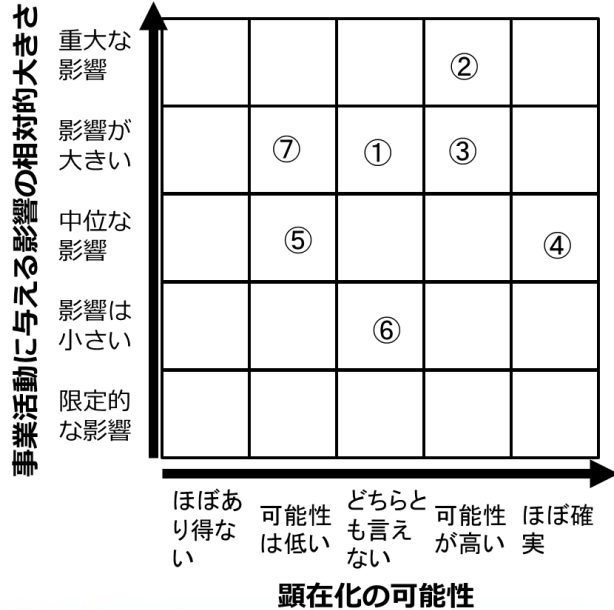 事業活動に与える影響の相対的大きさ
重大な
影響
②
影響が
大きい
⑦
①
③
中位な
影響
⑤
④
影響は
小さい
⑥
限定的
な影響
ほぼあ
り得な
い
可能性
は低い
どちらと
も言え
ない
可能性
が高い
ほぼ確
実
顕在化の可能性